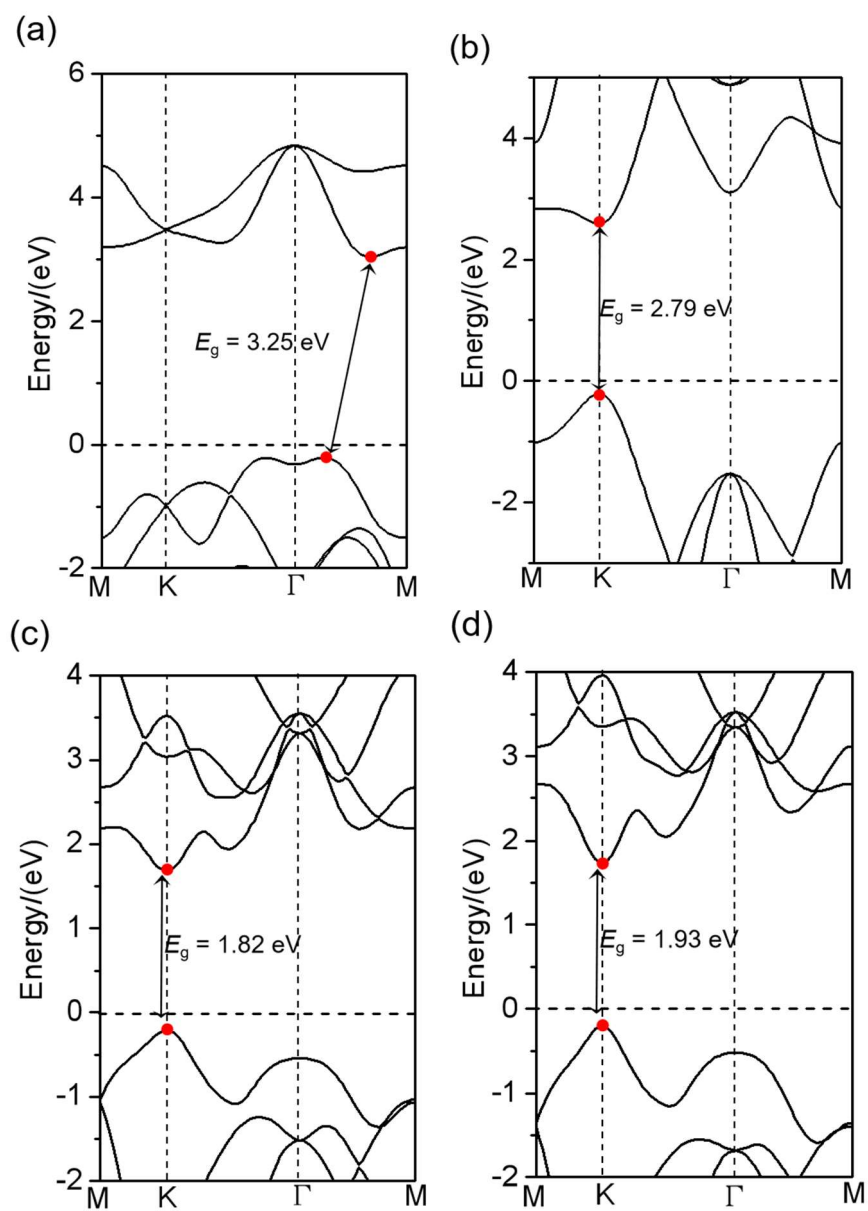 (a)
(b)
6
4
2
0
-2
Energy/(eV)
Eg = 3.25 eV
M K Γ M
4
2
0
-2
Energy/(eV)
Eg = 2.79 eV
M K Γ M
(c)
(d)
4
3
2
1
0
-1
-2
Energy/(eV)
Eg = 1.82 eV
M K Γ M
4
3
2
1
0
-1
-2
Energy/(eV)
Eg = 1.93 eV
M K Γ M